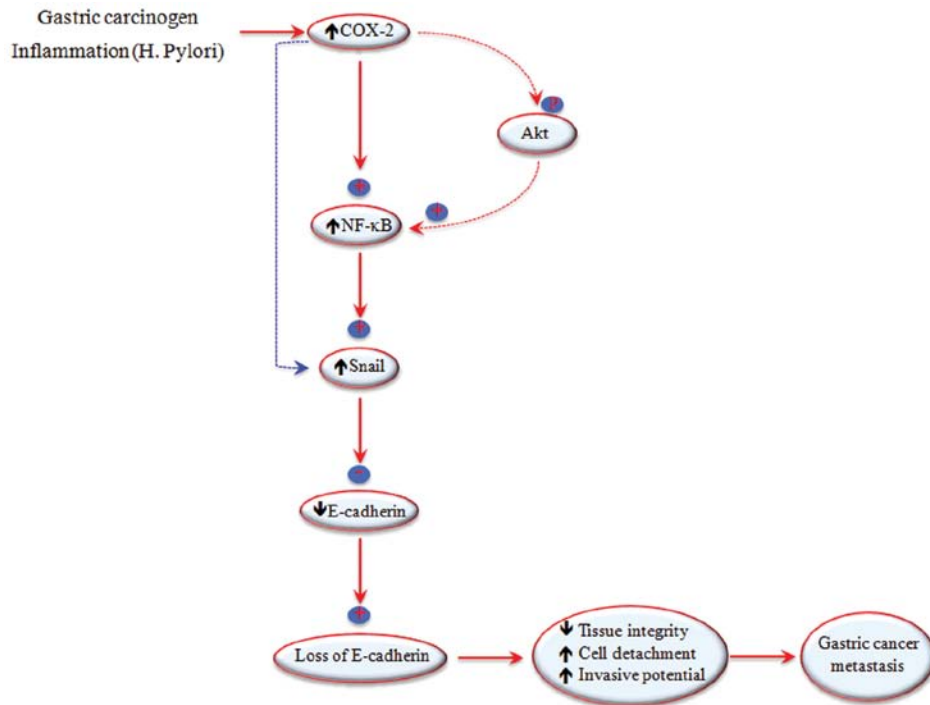 Gastric carcinogen
Inflammation (H. Pylori)
↑COX-2
Akt
+
+
↑NF-κB
+
↑Snail
-
↓E-cadherin
+
Loss of E-cadherin
↓ Tissue integrity
↑ Cell detachment
↑ Invasive potential
Gastric cancer
metastasis